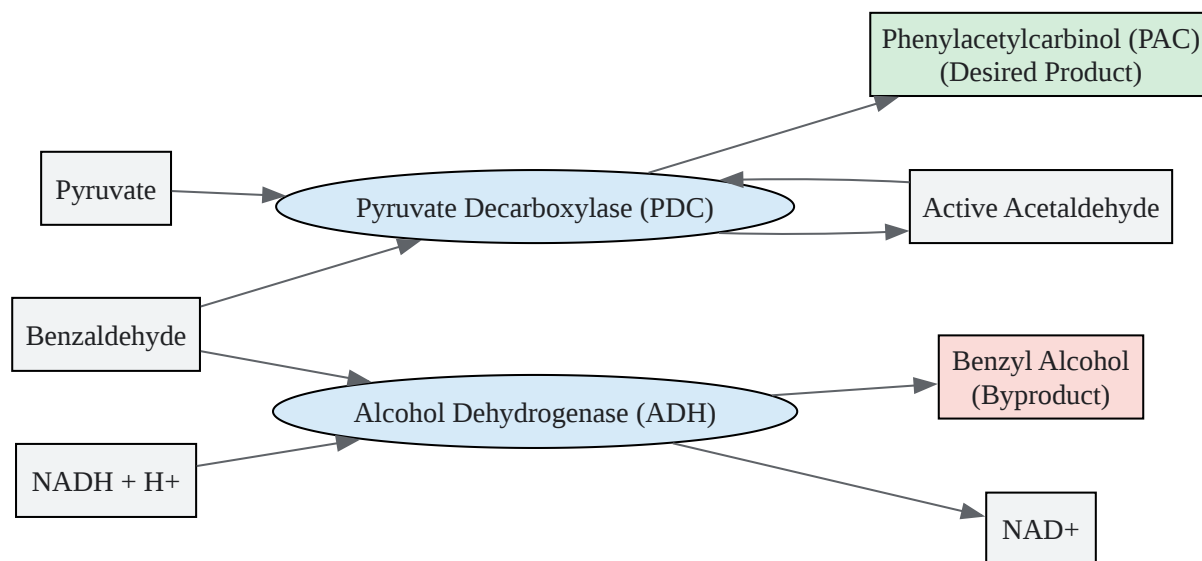 Phenylacetylcarbinol (PAC)
(Desired Product)
Pyruvate
Pyruvate Decarboxylase (PDC)
Active Acetaldehyde
Benzaldehyde
Benzyl Alcohol
(Byproduct)
Alcohol Dehydrogenase (ADH)
NADH + H+
NAD+